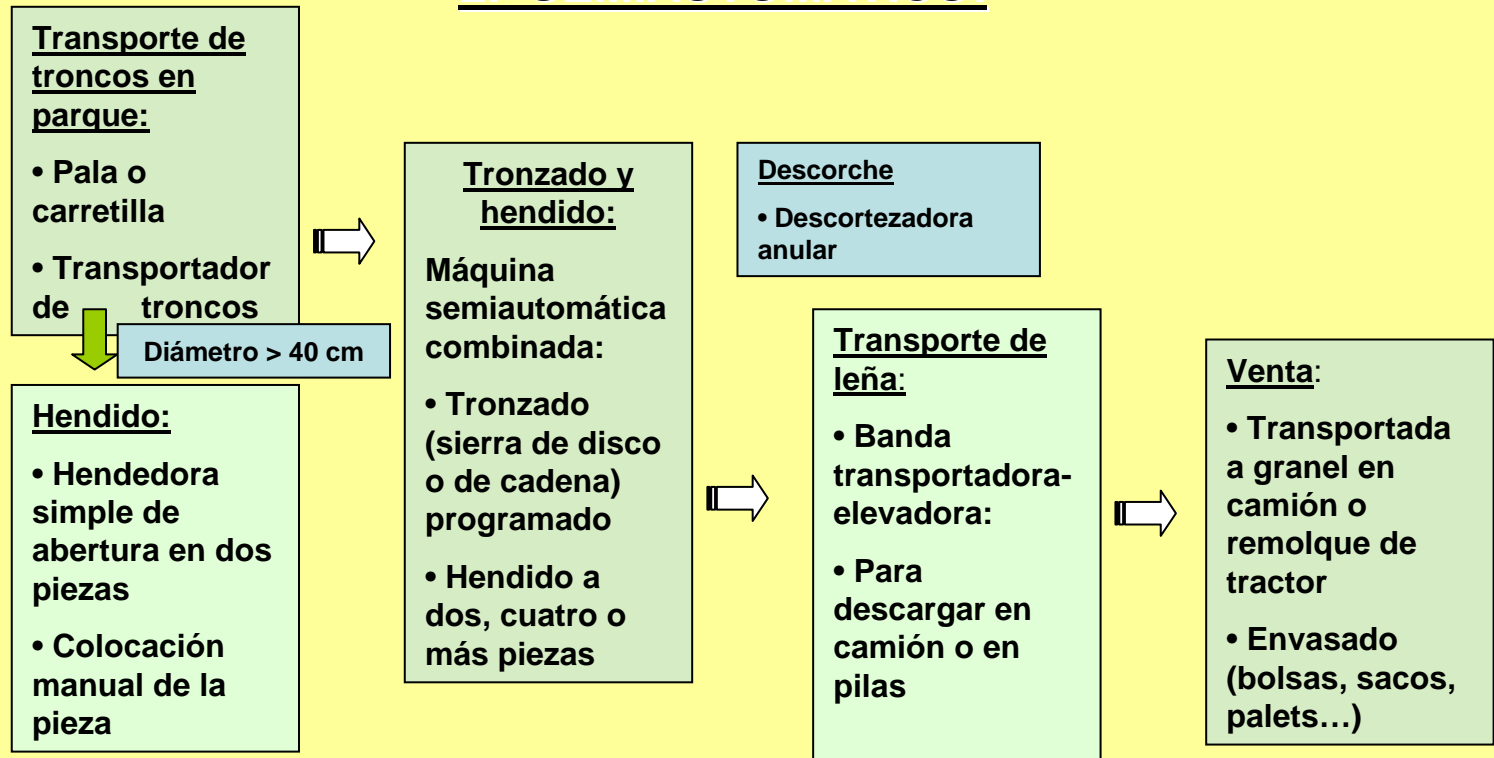 Transporte de
troncos en
parque:
• Pala o
carretilla
• Transportador
de troncos
Diámetro > 40 cm
Hendido:
• Hendedora
simple de
abertura en dos
piezas
• Colocación
manual de la
pieza
Tronzado y
hendido:
Máquina
semiautomática
combinada:
• Tronzado
(sierra de disco
o de cadena)
programado
• Hendido a
dos, cuatro o
más piezas
Descorche
• Descortezadora
anular
Transporte de
leña:
• Banda
transportadora-
elevadora:
• Para
descargar en
camión o en
pilas
Venta:
• Transportada
a granel en
camión o
remolque de
tractor
• Envasado
(bolsas, sacos,
palets…)